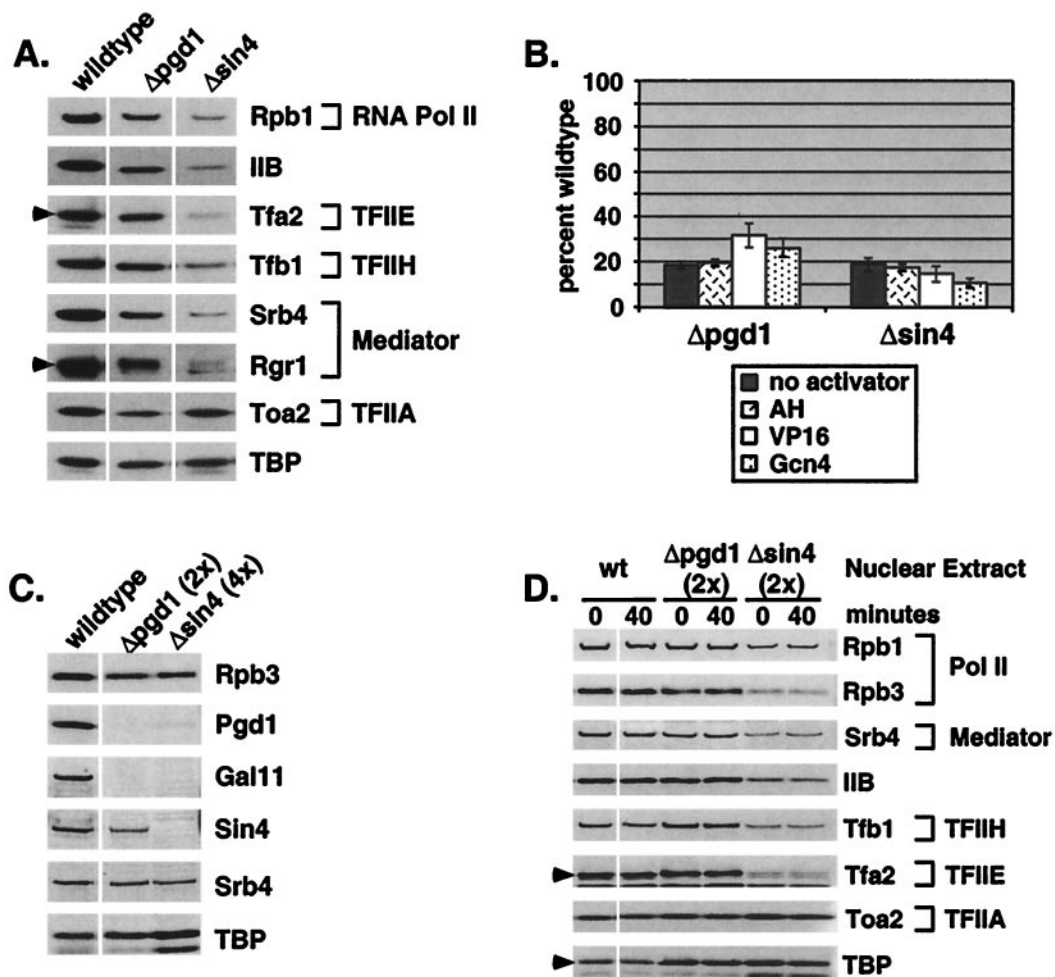 A.
wildtype Δpgd1 Δsin4
Rpb1 ] RNA Pol II
IIB
Tfa2 ] TFIIE
Tfb1 ] TFIIH
Srb4
Mediator
Rgr1
Toa2 ] TFIIA
TBP
B.
percent wildtype
100
80
60
40
20
0
Δpgd1 Δsin4
no activator
AH
VP16
Gcn4
C.
wildtype Δpgd1 (2x) Δsin4 (4x)
Rpb3
Pgd1
Gal11
Sin4
Srb4
TBP
D.
wt Δpgd1 (2x) Δsin4 (2x) Nuclear Extract
0 40 0 40 0 40 minutes
Rpb1
Pol II
Rpb3
Srb4 ] Mediator
IIB
Tfb1 ] TFIIH
Tfa2 ] TFIIE
Toa2 ] TFIIA
TBP